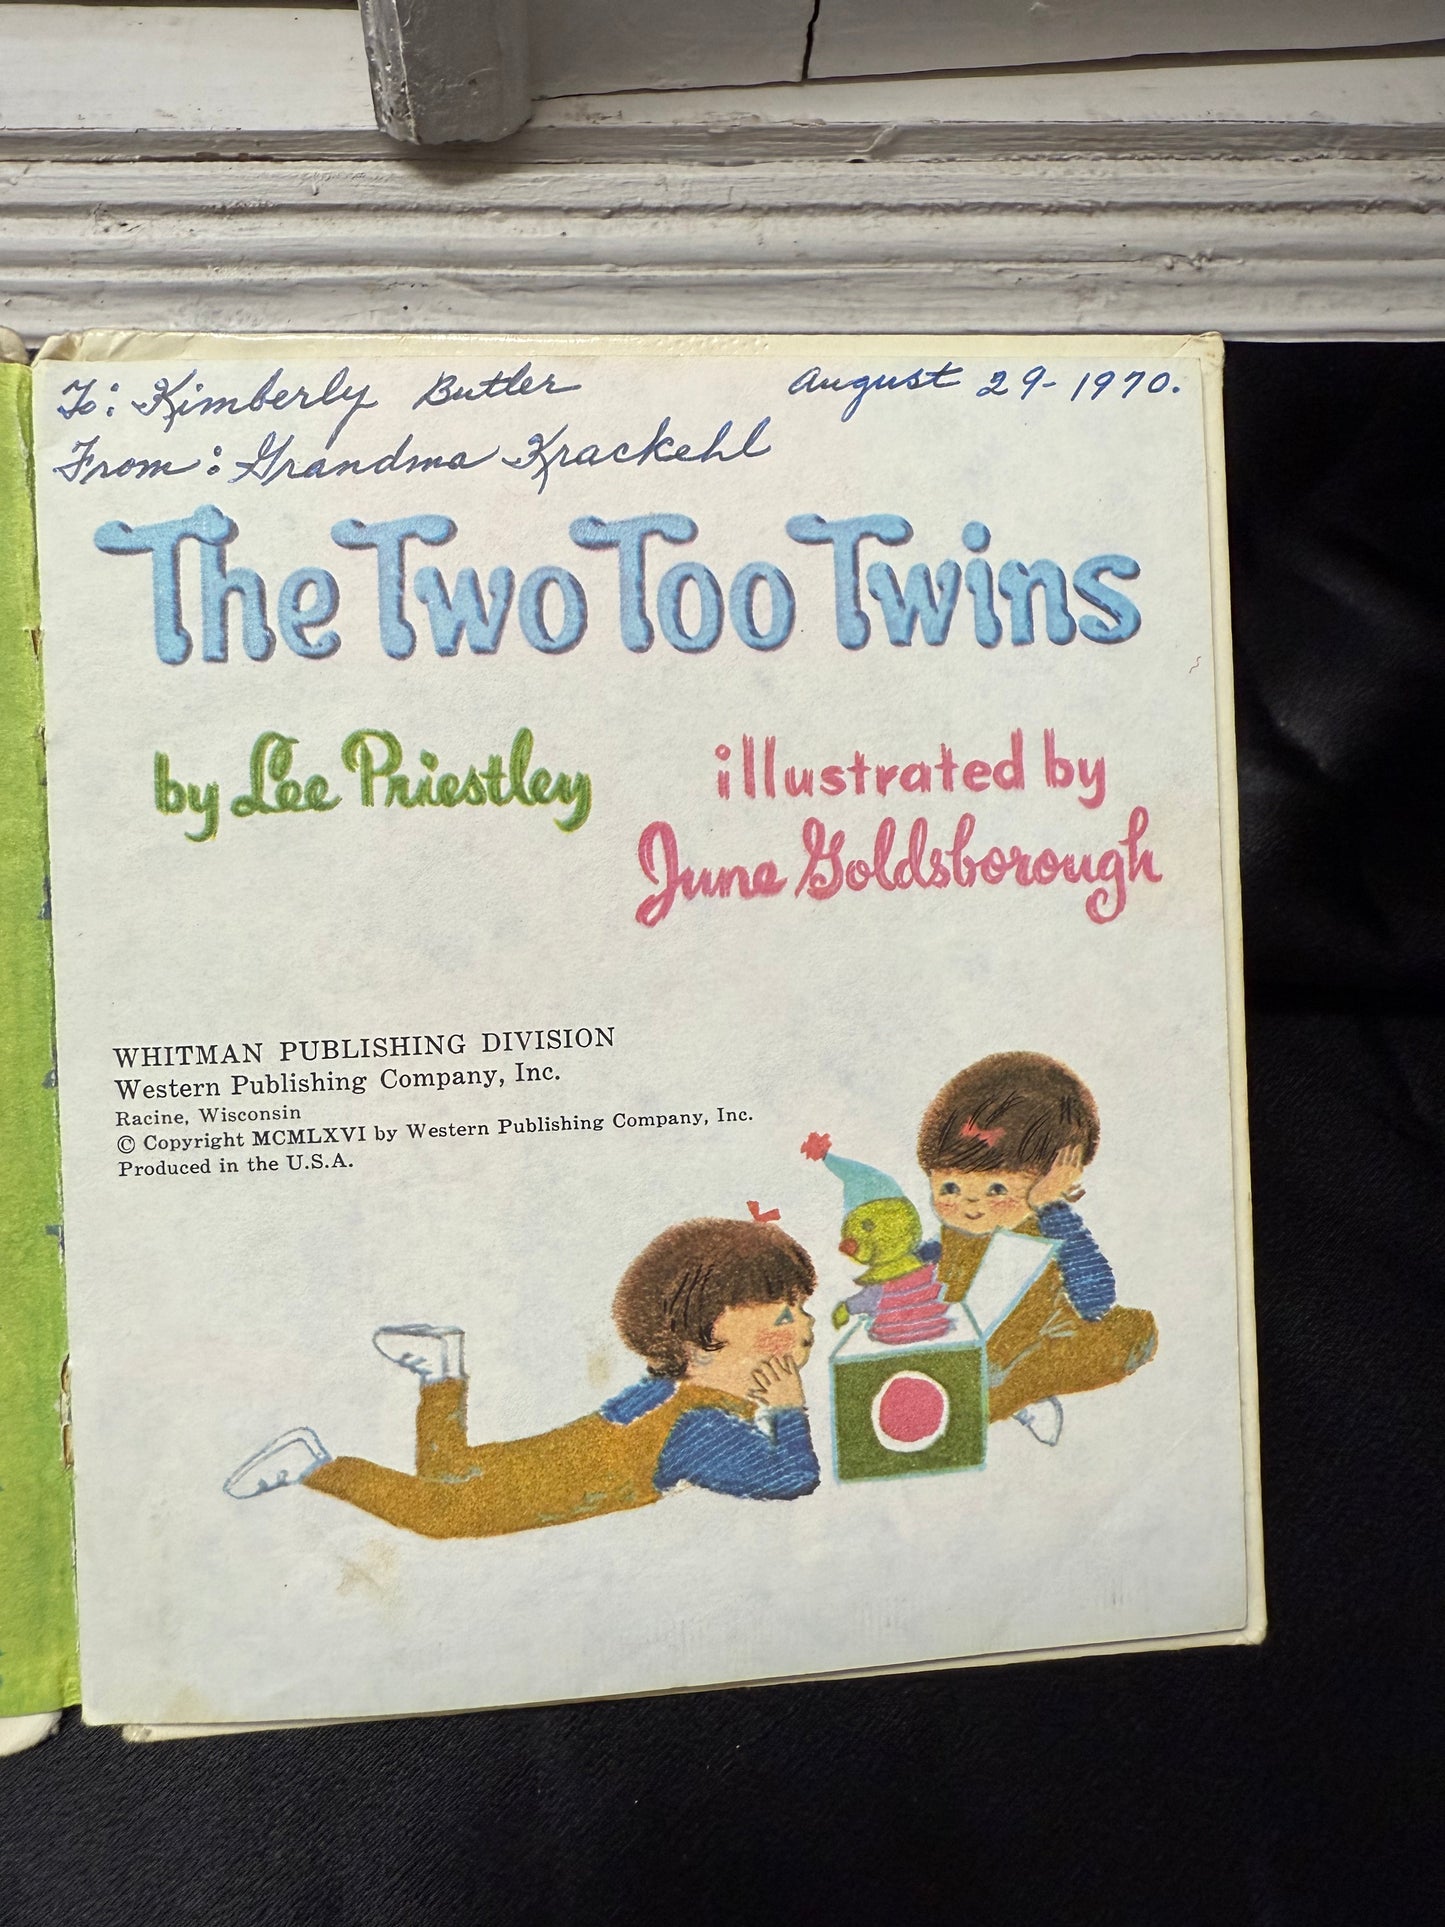 To: Kimberly Butler August 29-1970.
From: Grandma Krackehl
The Two Too Twins
by Lee Priestley
illustrated by
June Goldsborough
WHITMAN PUBLISHING DIVISION
Western Publishing Company, Inc.
Racine, Wisconsin
© Copyright MCMLXVI by Western Publishing Company, Inc.
Produced in the U.S.A.